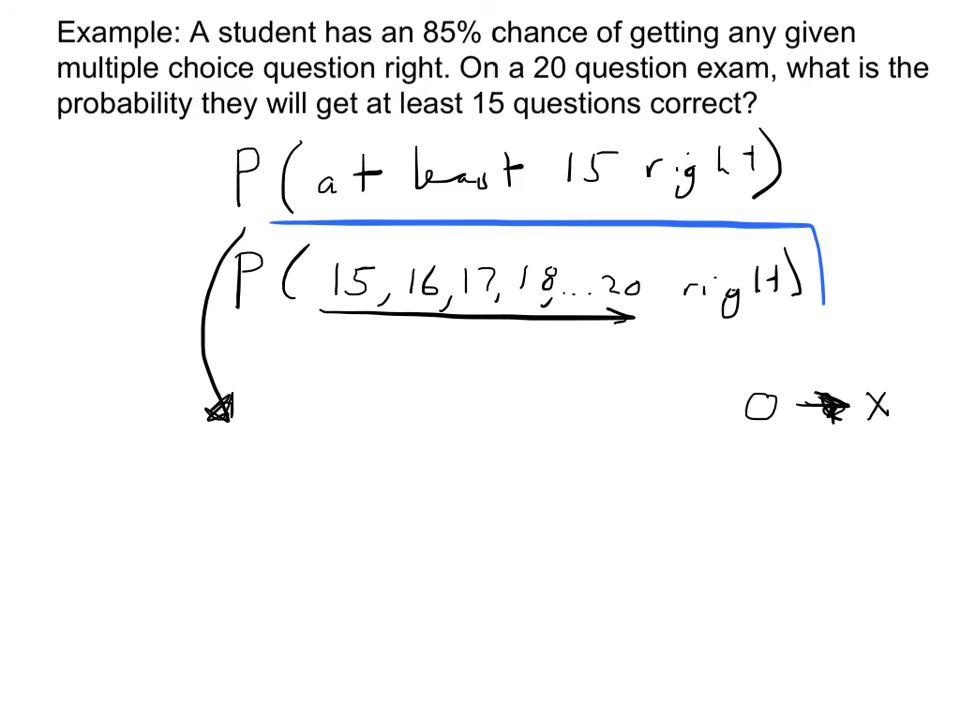 Example: A student has an 85% chance of getting any given
multiple choice question right. On a 20 question exam, what is the
probability they will get at least 15 questions correct?
P(at least 15 right)
P(15, 16, 17, 18, ... 20 right)
0 → X